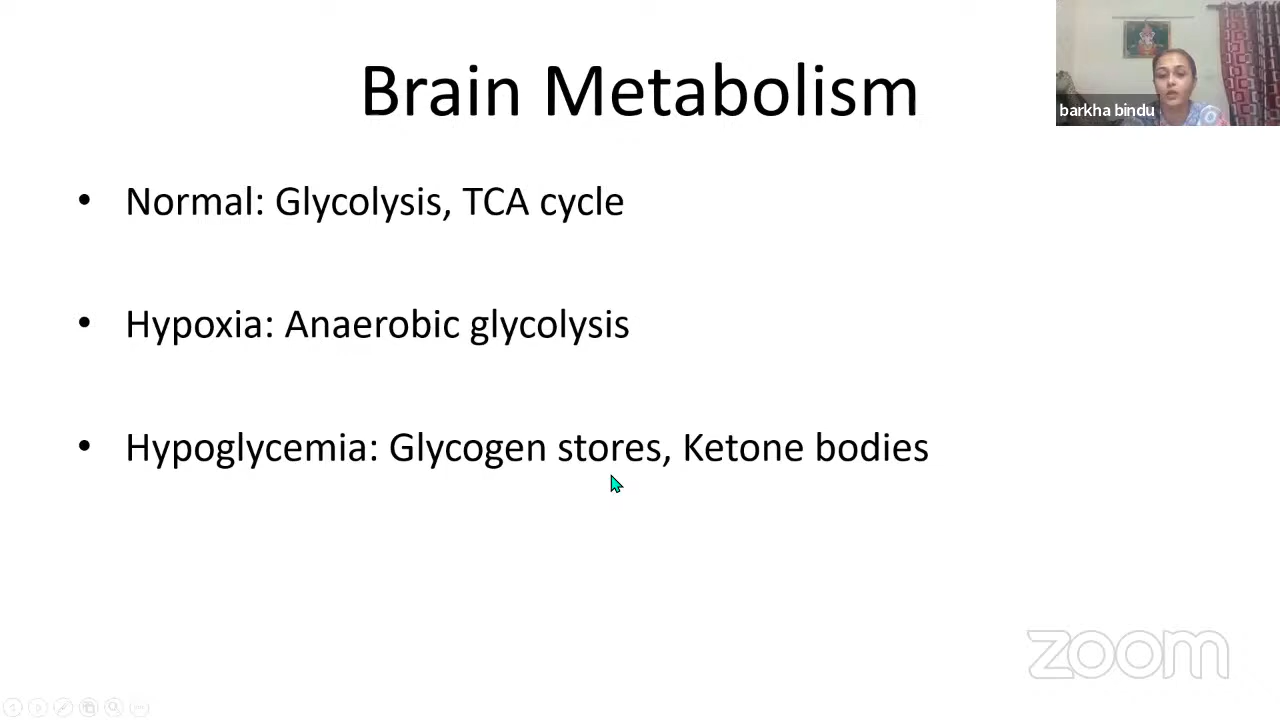 Brain Metabolism
barkha bindu
• Normal: Glycolysis, TCA cycle
• Hypoxia: Anaerobic glycolysis
• Hypoglycemia: Glycogen stores, Ketone bodies
zoom